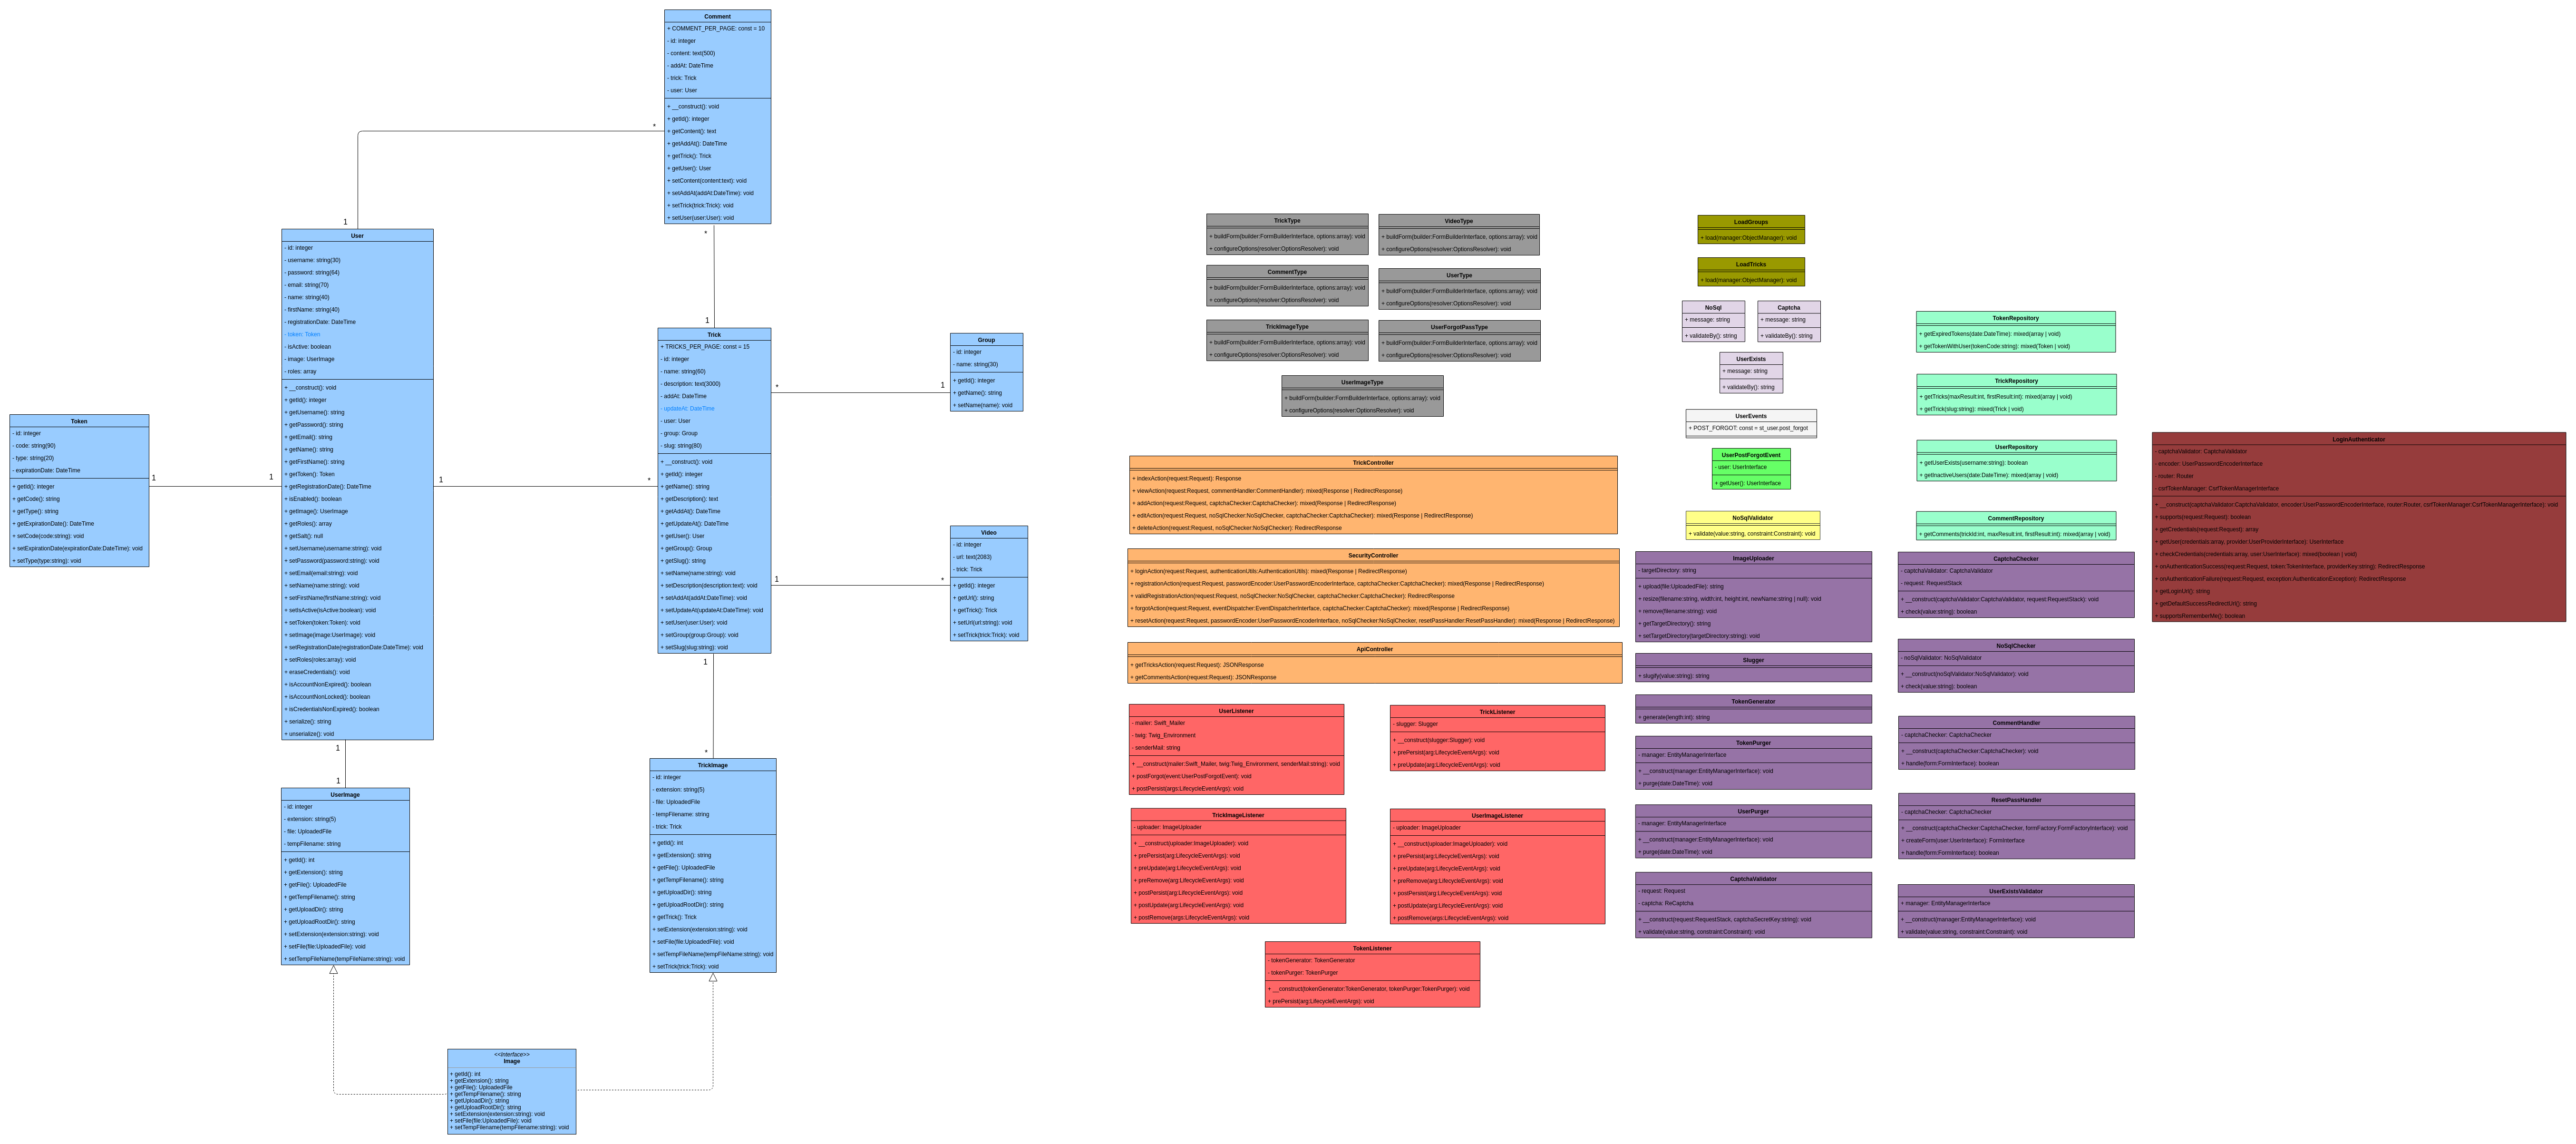 Comment
+ COMMENT_PER_PAGE: const = 10
- id: integer
- content: text(500)
- addAt: DateTime
- trick: Trick
- user: User
+ __construct(): void
+ getId(): integer
+ getContent(): text
+ getAddAt(): DateTime
+ getTrick(): Trick
+ getUser(): User
+ setContent(content:text): void
+ setAddAt(addAt:DateTime): void
+ setTrick(trick:Trick): void
+ setUser(user:User): void
*
1
*
1
User
- id: integer
- username: string(30)
- password: string(64)
- email: string(70)
- name: string(40)
- firstName: string(40)
- registrationDate: DateTime
- token: Token
- isActive: boolean
- image: UserImage
- roles: array
+ __construct(): void
+ getId(): integer
+ getUsername(): string
+ getPassword(): string
+ getEmail(): string
+ getName(): string
+ getFirstName(): string
+ getToken(): Token
+ getRegistrationDate(): DateTime
+ isEnabled(): boolean
+ getImage(): UserImage
+ getRoles(): array
+ getSalt(): null
+ setUsername(username:string): void
+ setPassword(password:string): void
+ setEmail(email:string): void
+ setName(name:string): void
+ setFirstName(firstName:string): void
+ setIsActive(isActive:boolean): void
+ setToken(token:Token): void
+ setImage(image:UserImage): void
+ setRegistrationDate(registrationDate:DateTime): void
+ setRoles(roles:array): void
+ eraseCredentials(): void
+ isAccountNonExpired(): boolean
+ isAccountNonLocked(): boolean
+ isCredentialsNonExpired(): boolean
+ serialize(): string
+ unserialize(): void
Token
- id: integer
- code: string(90)
- type: string(20)
- expirationDate: DateTime
+ getId(): integer
+ getCode(): string
+ getType(): string
+ getExpirationDate(): DateTime
+ setCode(code:string): void
+ setExpirationDate(expirationDate:DateTime): void
+ setType(type:string): void
1
1
1
*
Trick
+ TRICKS_PER_PAGE: const = 15
- id: integer
- name: string(60)
- description: text(3000)
- addAt: DateTime
- updateAt: DateTime
- user: User
- group: Group
- slug: string(80)
+ __construct(): void
+ getId(): integer
+ getName(): string
+ getDescription(): text
+ getAddAt(): DateTime
+ getUpdateAt(): DateTime
+ getUser(): User
+ getGroup(): Group
+ getSlug(): string
+ setName(name:string): void
+ setDescription(description:text): void
+ setAddAt(addAt:DateTime): void
+ setUpdateAt(updateAt:DateTime): void
+ setUser(user:User): void
+ setGroup(group:Group): void
+ setSlug(slug:string): void
*
1
Group
- id: integer
- name: string(30)
+ getId(): integer
+ getName(): string
+ setName(name): void
1
*
Video
- id: integer
- url: text(2083)
- trick: Trick
+ getId(): integer
+ getUrl(): string
+ getTrick(): Trick
+ setUrl(url:string): void
+ setTrick(trick:Trick): void
1
*
1
1
UserImage
- id: integer
- extension: string(5)
- file: UploadedFile
- tempFilename: string
+ getId(): int
+ getExtension(): string
+ getFile(): UploadedFile
+ getTempFilename(): string
+ getUploadDir(): string
+ getUploadRootDir(): string
+ setExtension(extension:string): void
+ setFile(file:UploadedFile): void
+ setTempFileName(tempFileName:string): void
TrickImage
- id: integer
- extension: string(5)
- file: UploadedFile
- tempFilename: string
- trick: Trick
+ getId(): int
+ getExtension(): string
+ getFile(): UploadedFile
+ getTempFilename(): string
+ getUploadDir(): string
+ getUploadRootDir(): string
+ getTrick(): Trick
+ setExtension(extension:string): void
+ setFile(file:UploadedFile): void
+ setTempFileName(tempFileName:string): void
+ setTrick(trick:Trick): void
<<Interface>>
Image
+ getId(): int
+ getExtension(): string
+ getFile(): UploadedFile
+ getTempFilename(): string
+ getUploadDir(): string
+ getUploadRootDir(): string
+ setExtension(extension:string): void
+ setFile(file:UploadedFile): void
+ setTempFilename(tempFilename:string): void
TrickType
+ buildForm(builder:FormBuilderInterface, options:array): void
+ configureOptions(resolver:OptionsResolver): void
VideoType
+ buildForm(builder:FormBuilderInterface, options:array): void
+ configureOptions(resolver:OptionsResolver): void
CommentType
+ buildForm(builder:FormBuilderInterface, options:array): void
+ configureOptions(resolver:OptionsResolver): void
UserType
+ buildForm(builder:FormBuilderInterface, options:array): void
+ configureOptions(resolver:OptionsResolver): void
TrickImageType
+ buildForm(builder:FormBuilderInterface, options:array): void
+ configureOptions(resolver:OptionsResolver): void
UserForgotPassType
+ buildForm(builder:FormBuilderInterface, options:array): void
+ configureOptions(resolver:OptionsResolver): void
UserImageType
+ buildForm(builder:FormBuilderInterface, options:array): void
+ configureOptions(resolver:OptionsResolver): void
TrickController
+ indexAction(request:Request): Response
+ viewAction(request:Request, commentHandler:CommentHandler): mixed(Response | RedirectResponse)
+ addAction(request:Request, captchaChecker:CaptchaChecker): mixed(Response | RedirectResponse)
+ editAction(request:Request, noSqlChecker:NoSqlChecker, captchaChecker:CaptchaChecker): mixed(Response | RedirectResponse)
+ deleteAction(request:Request, noSqlChecker:NoSqlChecker): RedirectResponse
SecurityController
+ loginAction(request:Request, authenticationUtils:AuthenticationUtils): mixed(Response | RedirectResponse)
+ registrationAction(request:Request, passwordEncoder:UserPasswordEncoderInterface, captchaChecker:CaptchaChecker): mixed(Response | RedirectResponse)
+ validRegistrationAction(request:Request, noSqlChecker:NoSqlChecker, captchaChecker:CaptchaChecker): RedirectResponse
+ forgotAction(request:Request, eventDispatcher:EventDispatcherInterface, captchaChecker:CaptchaChecker): mixed(Response | RedirectResponse)
+ resetAction(request:Request, passwordEncoder:UserPasswordEncoderInterface, noSqlChecker:NoSqlChecker, resetPassHandler:ResetPassHandler): mixed(Response | RedirectResponse)
ApiController
+ getTricksAction(request:Request): JSONResponse
+ getCommentsAction(request:Request): JSONResponse
UserListener
- mailer: Swift_Mailer
- twig: Twig_Environment
- senderMail: string
+ __construct(mailer:Swift_Mailer, twig:Twig_Environment, senderMail:string): void
+ postForgot(event:UserPostForgotEvent): void
+ postPersist(args:LifecycleEventArgs): void
TrickListener
- slugger: Slugger
+ __construct(slugger:Slugger): void
+ prePersist(arg:LifecycleEventArgs): void
+ preUpdate(arg:LifecycleEventArgs): void
TrickImageListener
- uploader: ImageUploader
+ __construct(uploader:ImageUploader): void
+ prePersist(arg:LifecycleEventArgs): void
+ preUpdate(arg:LifecycleEventArgs): void
+ preRemove(arg:LifecycleEventArgs): void
+ postPersist(arg:LifecycleEventArgs): void
+ postUpdate(arg:LifecycleEventArgs): void
+ postRemove(args:LifecycleEventArgs): void
UserImageListener
- uploader: ImageUploader
+ __construct(uploader:ImageUploader): void
+ prePersist(arg:LifecycleEventArgs): void
+ preUpdate(arg:LifecycleEventArgs): void
+ preRemove(arg:LifecycleEventArgs): void
+ postPersist(arg:LifecycleEventArgs): void
+ postUpdate(arg:LifecycleEventArgs): void
+ postRemove(args:LifecycleEventArgs): void
TokenListener
- tokenGenerator: TokenGenerator
- tokenPurger: TokenPurger
+ __construct(tokenGenerator:TokenGenerator, tokenPurger:TokenPurger): void
+ prePersist(arg:LifecycleEventArgs): void
LoadGroups
+ load(manager:ObjectManager): void
LoadTricks
+ load(manager:ObjectManager): void
NoSql
+ message: string
+ validateBy(): string
Captcha
+ message: string
+ validateBy(): string
UserExists
+ message: string
+ validateBy(): string
UserEvents
+ POST_FORGOT: const = st_user.post_forgot
UserPostForgotEvent
- user: UserInterface
+ getUser(): UserInterface
NoSqlValidator
+ validate(value:string, constraint:Constraint): void
ImageUploader
- targetDirectory: string
+ upload(file:UploadedFile): string
+ resize(filename:string, width:int, height:int, newName:string | null): void
+ remove(filename:string): void
+ getTargetDirectory(): string
+ setTargetDirectory(targetDirectory:string): void
Slugger
+ slugify(value:string): string
TokenGenerator
+ generate(length:int): string
TokenPurger
- manager: EntityManagerInterface
+ __construct(manager:EntityManagerInterface): void
+ purge(date:DateTime): void
UserPurger
- manager: EntityManagerInterface
+ __construct(manager:EntityManagerInterface): void
+ purge(date:DateTime): void
CaptchaValidator
- request: Request
- captcha: ReCaptcha
+ __construct(request:RequestStack, captchaSecretKey:string): void
+ validate(value:string, constraint:Constraint): void
TokenRepository
+ getExpiredTokens(date:DateTime): mixed(array | void)
+ getTokenWithUser(tokenCode:string): mixed(Token | void)
TrickRepository
+ getTricks(maxResult:int, firstResult:int): mixed(array | void)
+ getTrick(slug:string): mixed(Trick | void)
UserRepository
+ getUserExists(username:string): boolean
+ getInactiveUsers(date:DateTime): mixed(array | void)
CommentRepository
+ getComments(trickId:int, maxResult:int, firstResult:int): mixed(array | void)
CaptchaChecker
- captchaValidator: CaptchaValidator
- request: RequestStack
+ __construct(captchaValidator:CaptchaValidator, request:RequestStack): void
+ check(value:string): boolean
NoSqlChecker
- noSqlValidator: NoSqlValidator
+ __construct(noSqlValidator:NoSqlValidator): void
+ check(value:string): boolean
CommentHandler
- captchaChecker: CaptchaChecker
+ __construct(captchaChecker:CaptchaChecker): void
+ handle(form:FormInterface): boolean
ResetPassHandler
- captchaChecker: CaptchaChecker
+ __construct(captchaChecker:CaptchaChecker, formFactory:FormFactoryInterface): void
+ createForm(user:UserInterface): FormInterface
+ handle(form:FormInterface): boolean
UserExistsValidator
+ manager: EntityManagerInterface
+ __construct(manager:EntityManagerInterface): void
+ validate(value:string, constraint:Constraint): void
LoginAuthenticator
- captchaValidator: CaptchaValidator
- encoder: UserPasswordEncoderInterface
- router: Router
- csrfTokenManager: CsrfTokenManagerInterface
+ __construct(captchaValidator:CaptchaValidator, encoder:UserPasswordEncoderInterface, router:Router, csrfTokenManager:CsrfTokenManagerInterface): void
+ supports(request:Request): boolean
+ getCredentials(request:Request): array
+ getUser(credentials:array, provider:UserProviderInterface): UserInterface
+ checkCredentials(credentials:array, user:UserInterface): mixed(boolean | void)
+ onAuthenticationSuccess(request:Request, token:TokenInterface, providerKey:string): RedirectResponse
+ onAuthenticationFailure(request:Request, exception:AuthenticationException): RedirectResponse
+ getLoginUrl(): string
+ getDefaultSuccessRedirectUrl(): string
+ supportsRememberMe(): boolean